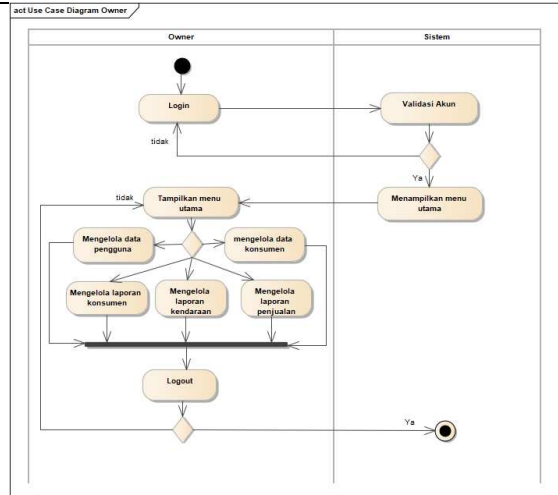 act Use Case Diagram Owner
Owner
Sistem
Login
Validasi Akun
tidak
Ya
tidak
Tampilkan menu
utama
Menampilkan menu
utama
Mengelola data
pengguna
mengelola data
konsumen
Mengelola laporan
konsumen
Mengelola
laporan
kendaraan
Mengelola
laporan
penjualan
Logout
Ya